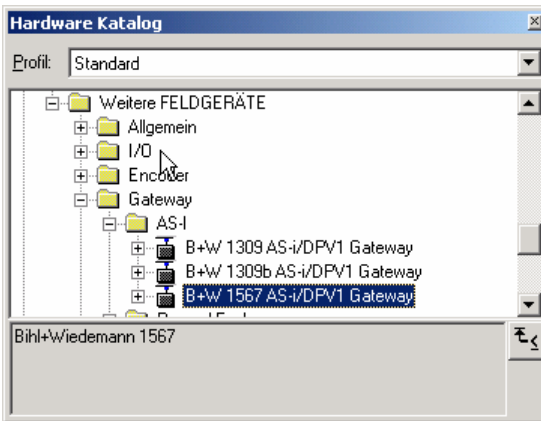 Hardware Katalog
Profil: Standard
Weitere FELDGERÄTE
Allgemein
I/O
Encoder
Gateway
AS-I
B+W 1309 AS-i/DPV1 Gateway
B+W 1309b AS-i/DPV1 Gateway
B+W 1567 AS-i/DPV1 Gateway
Bihl+Wiedemann 1567